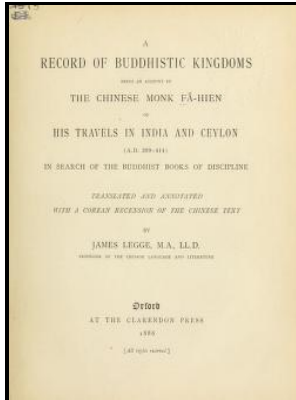 A
RECORD OF BUDDHISTIC KINGDOMS
BEING AN ACCOUNT BY
THE CHINESE MONK FÂ-HIEN
OF
HIS TRAVELS IN INDIA AND CEYLON
(A.D. 399-414)
IN SEARCH OF THE BUDDHIST BOOKS OF DISCIPLINE
TRANSLATED AND ANNOTATED
WITH A COREAN RECENSION OF THE CHINESE TEXT
BY
JAMES LEGGE, M.A., LL.D.
PROFESSOR OF THE CHINESE LANGUAGE AND LITERATURE
Oxford
AT THE CLARENDON PRESS
1886
[All rights reserved]